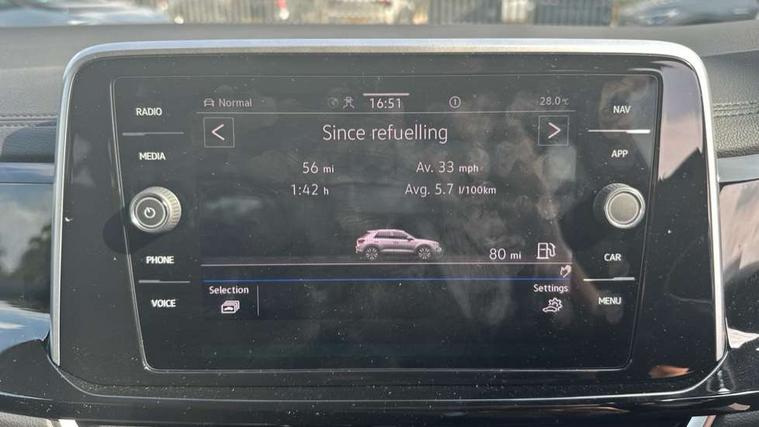 RADIO
MEDIA
PHONE
VOICE
Normal 16:51 28.0°C
< Since refuelling >
56 mi Av. 33 mph
1:42 h Avg. 5.7 l/100km
80 mi
Selection Settings
NAV
APP
CAR
MENU